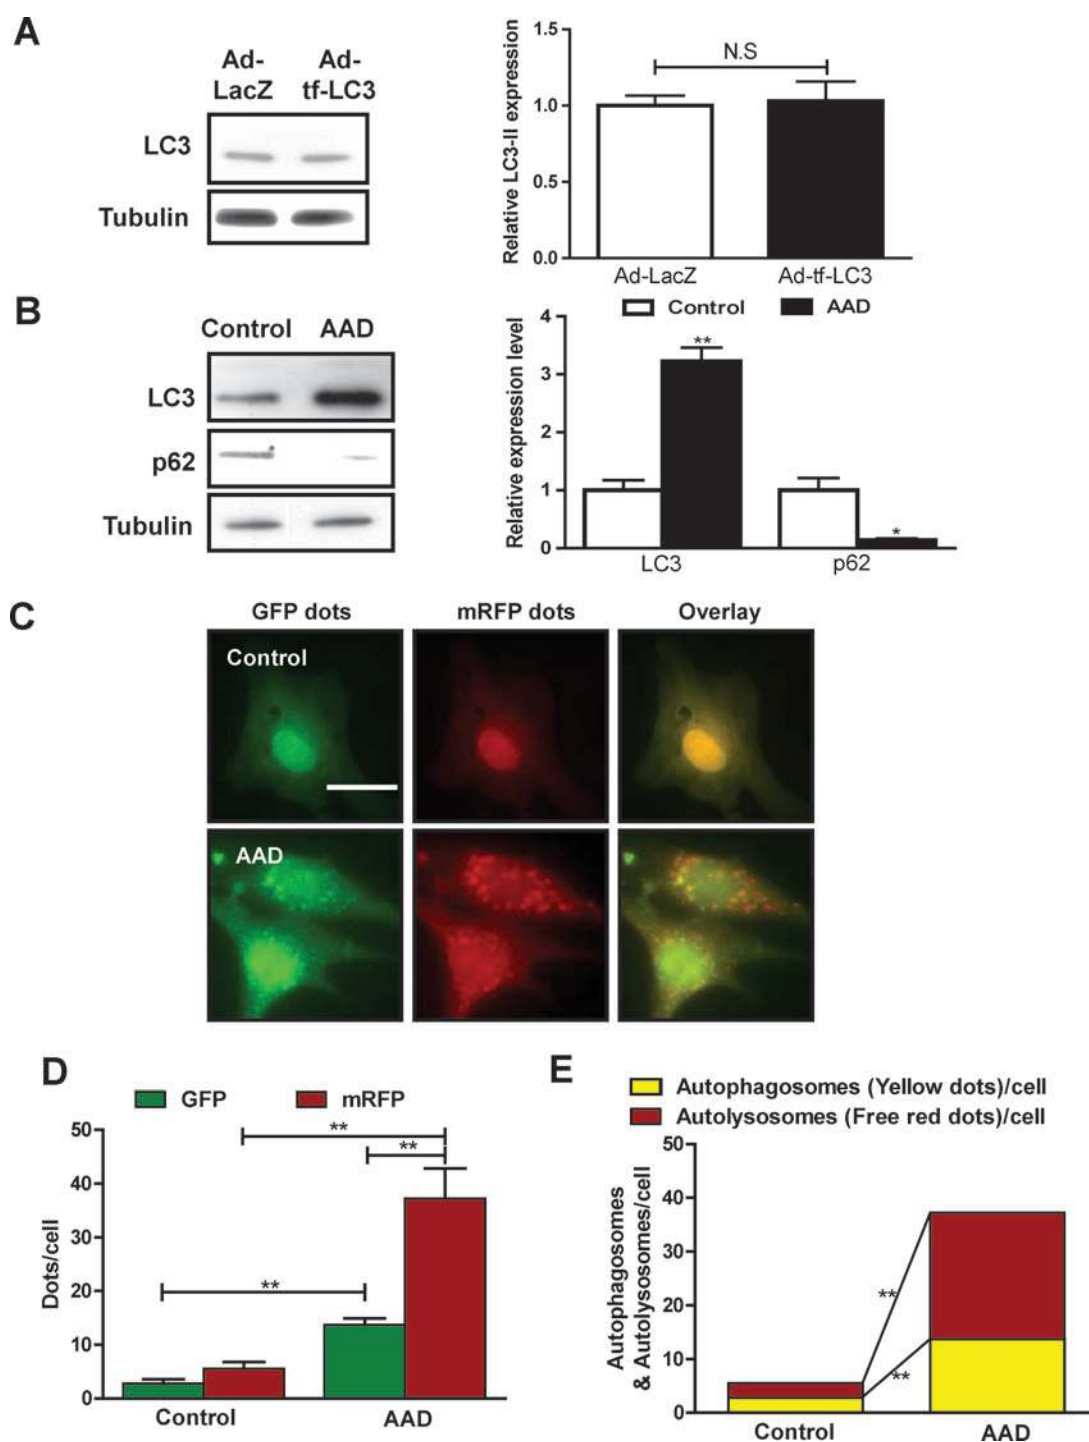 A
Ad-
LacZ
Ad-
tf-LC3
LC3
Tubulin
Relative LC3-II expression
1.5
1.0
0.5
0.0
N.S
Ad-LacZ
Ad-tf-LC3
B
Control
AAD
LC3
p62
Tubulin
Control
AAD
Relative expression level
4
3
2
1
0
**
*
LC3
p62
C
GFP dots
mRFP dots
Overlay
Control
AAD
D
GFP
mRFP
Dots/cell
50
40
30
20
10
0
**
**
**
Control
AAD
E
Autophagosomes (Yellow dots)/cell
Autolysosomes (Free red dots)/cell
Autophagosomes
& Autolysosomes/cell
50
40
30
20
10
0
**
**
Control
AAD